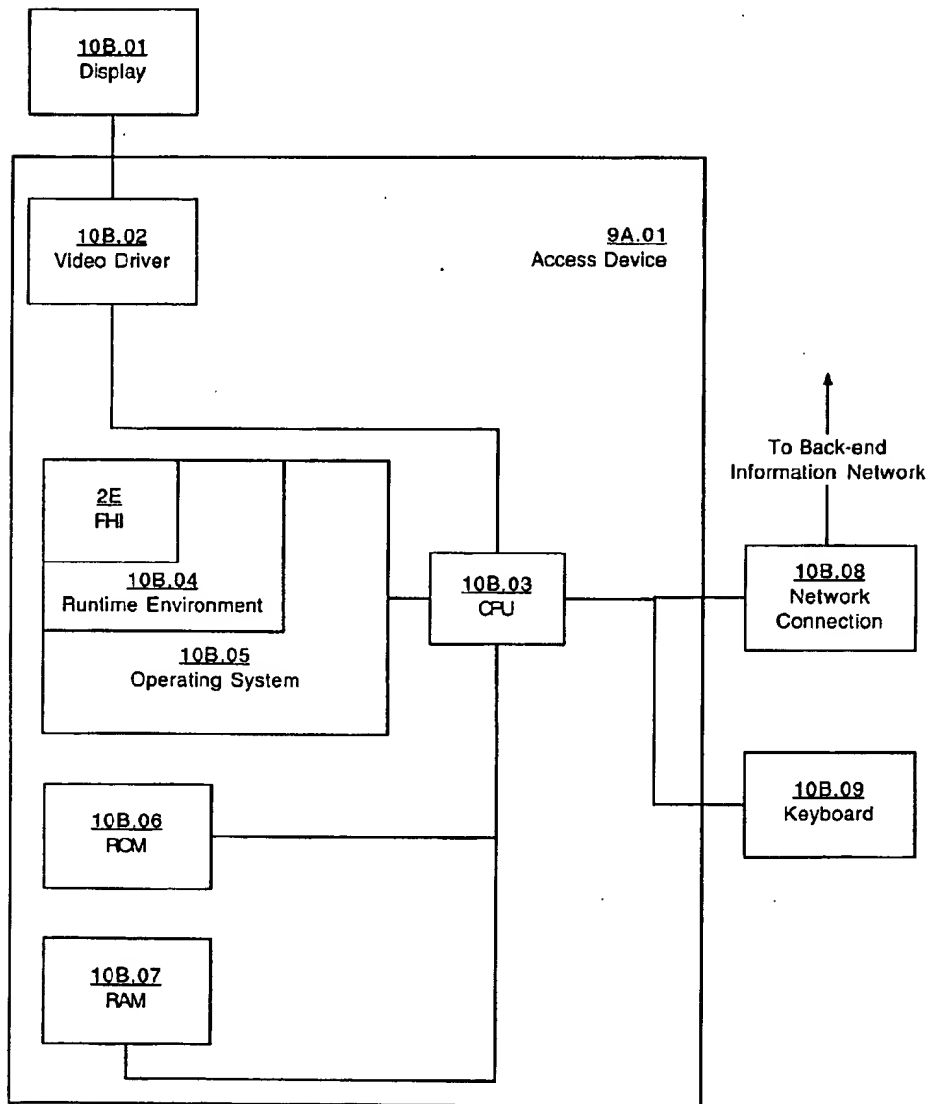 10B.01
Display
10B.02
Video Driver
9A.01
Access Device
To Back-end
Information Network
2E
FHI
10B.04
Runtime Environment
10B.05
Operating System
10B.03
CPU
10B.08
Network
Connection
10B.06
ROM
10B.09
Keyboard
10B.07
RAM